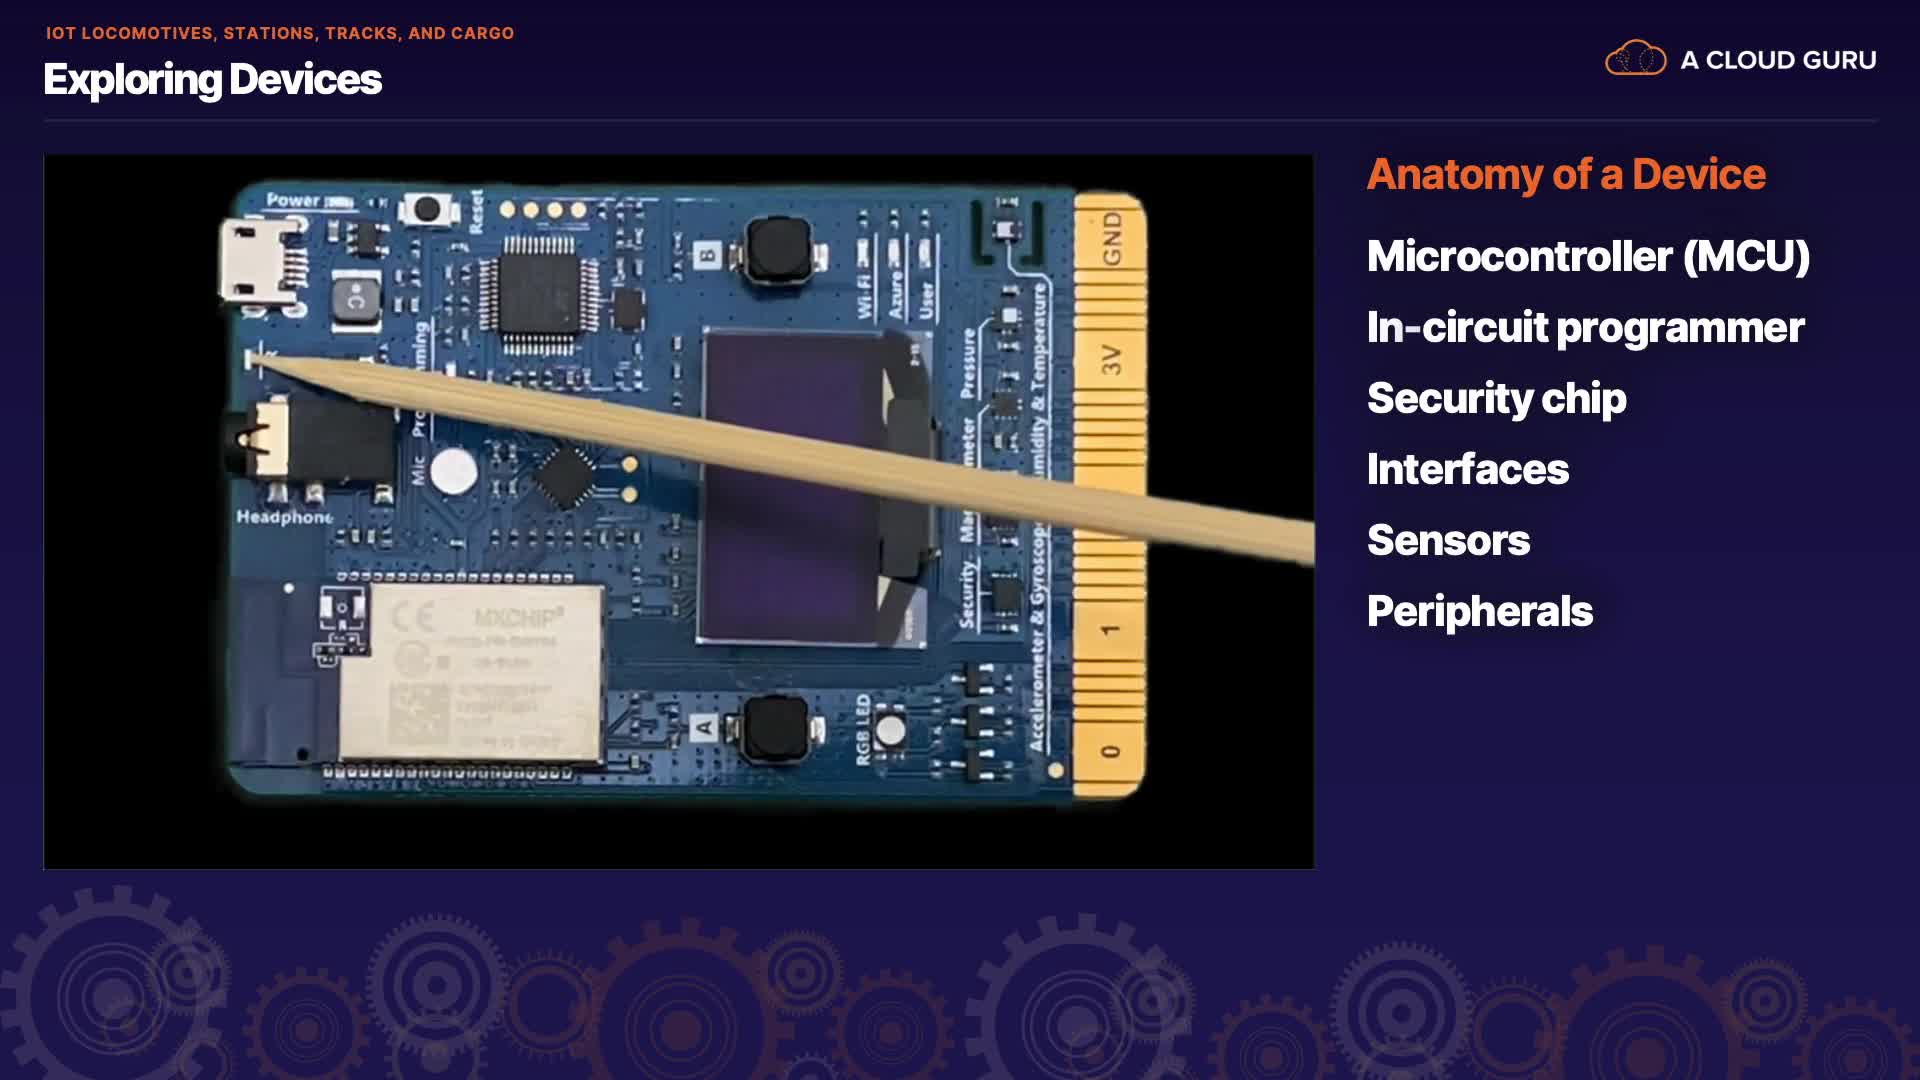 IOT LOCOMOTIVES, STATIONS, TRACKS, AND CARGO
Exploring Devices
A CLOUD GURU
Anatomy of a Device
Microcontroller (MCU)
In-circuit programmer
Security chip
Interfaces
Sensors
Peripherals
Power
Reset
B
Wi-Fi
Azure
User
GND
3V
1
0
Pressure
Security
Mic
Headphone
CE
MXCHIP
A
RGB LED